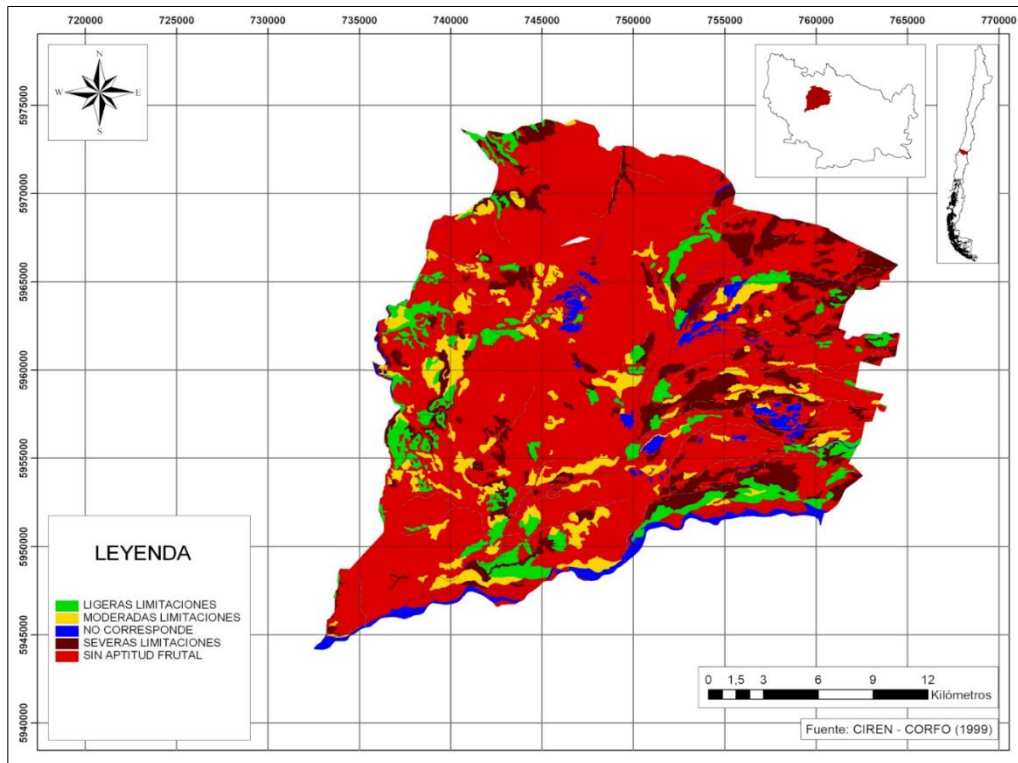 720000 725000 730000 735000 740000 745000 750000 755000 760000 765000 770000
N
W E
S
5975000
5970000
5965000
5960000
5955000
5950000
5945000
5940000
LEYENDA
LIGERAS LIMITACIONES
MODERADAS LIMITACIONES
NO CORRESPONDE
SEVERAS LIMITACIONES
SIN APTITUD FRUTAL
0 1,5 3 6 9 12
Kilómetros
Fuente: CIREN - CORFO (1999)